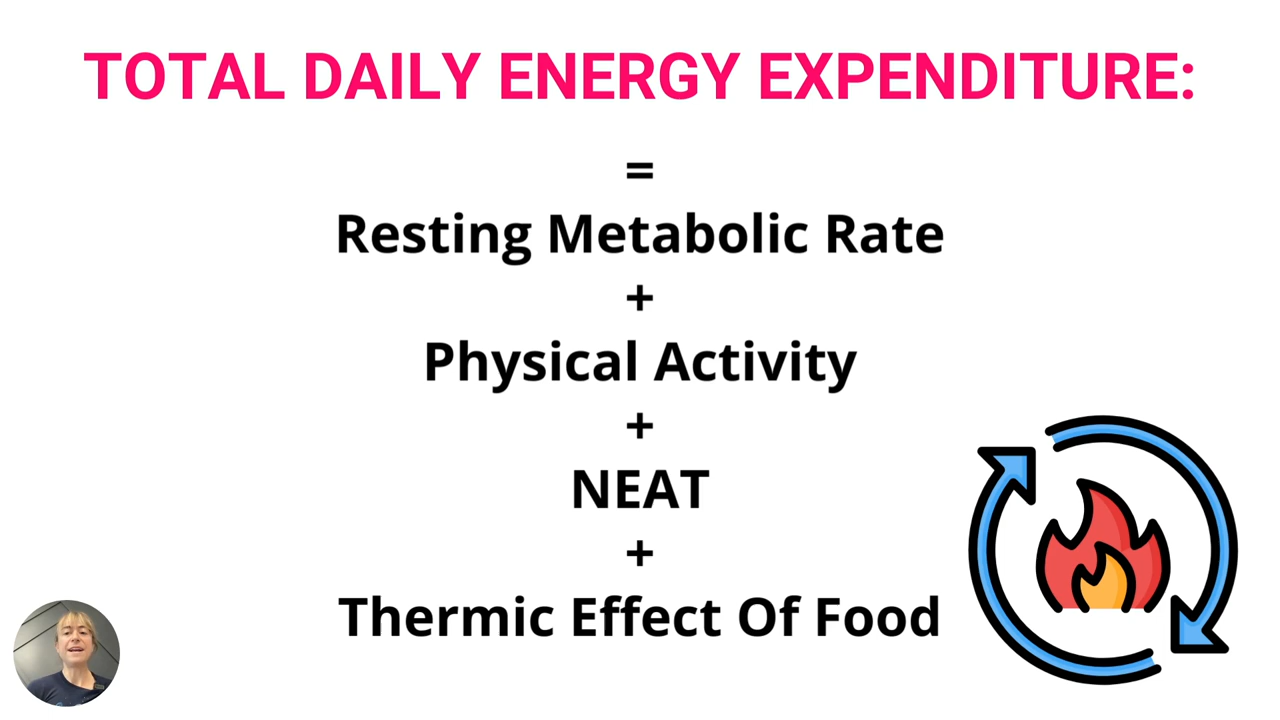 TOTAL DAILY ENERGY EXPENDITURE:
=
Resting Metabolic Rate
+
Physical Activity
+
NEAT
+
Thermic Effect Of Food